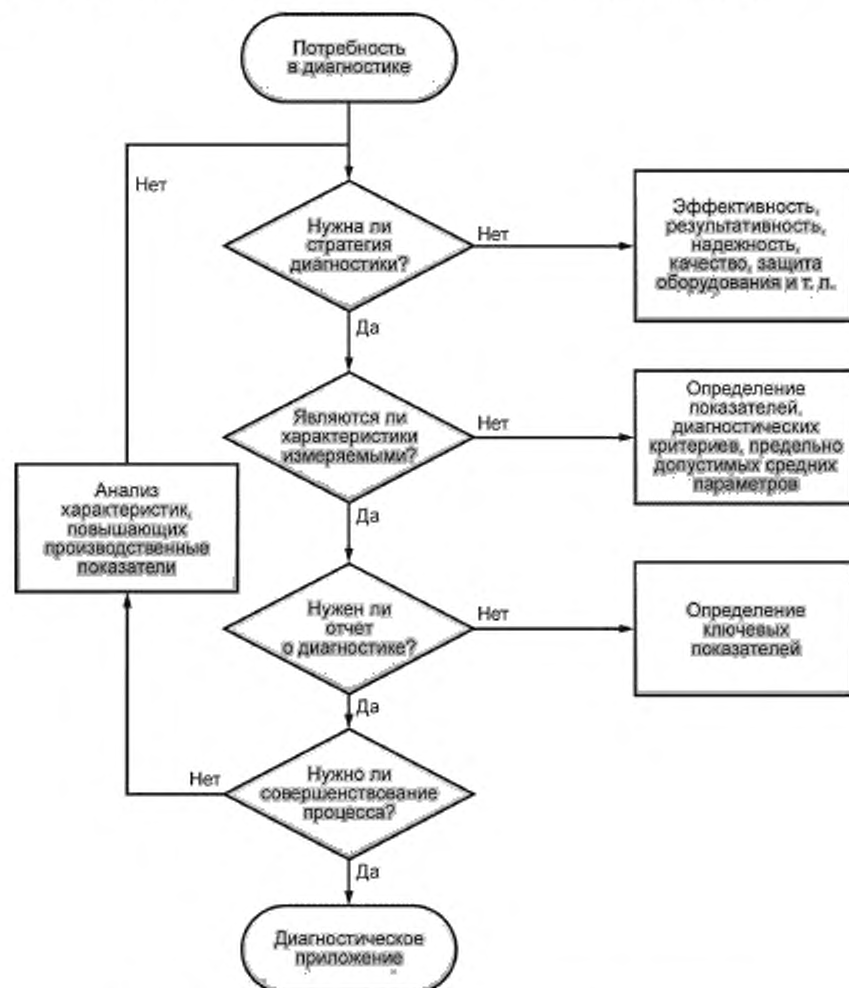 Потребность
в диагностике
Нет
Нужна ли
стратегия
диагностики?
Нет
Эффективность,
результативность,
надежность,
качество, защита
оборудования и т. п.
Да
Являются ли
характеристики
измеряемыми?
Нет
Определение
показателей,
диагностических
критериев, предельно
допустимых средних
параметров
Анализ
характеристик,
повышающих
производственные
показатели
Да
Нужен ли
отчет
о диагностике?
Нет
Определение
ключевых
показателей
Да
Нет
Нужно ли
совершенствование
процесса?
Да
Диагностическое
приложение